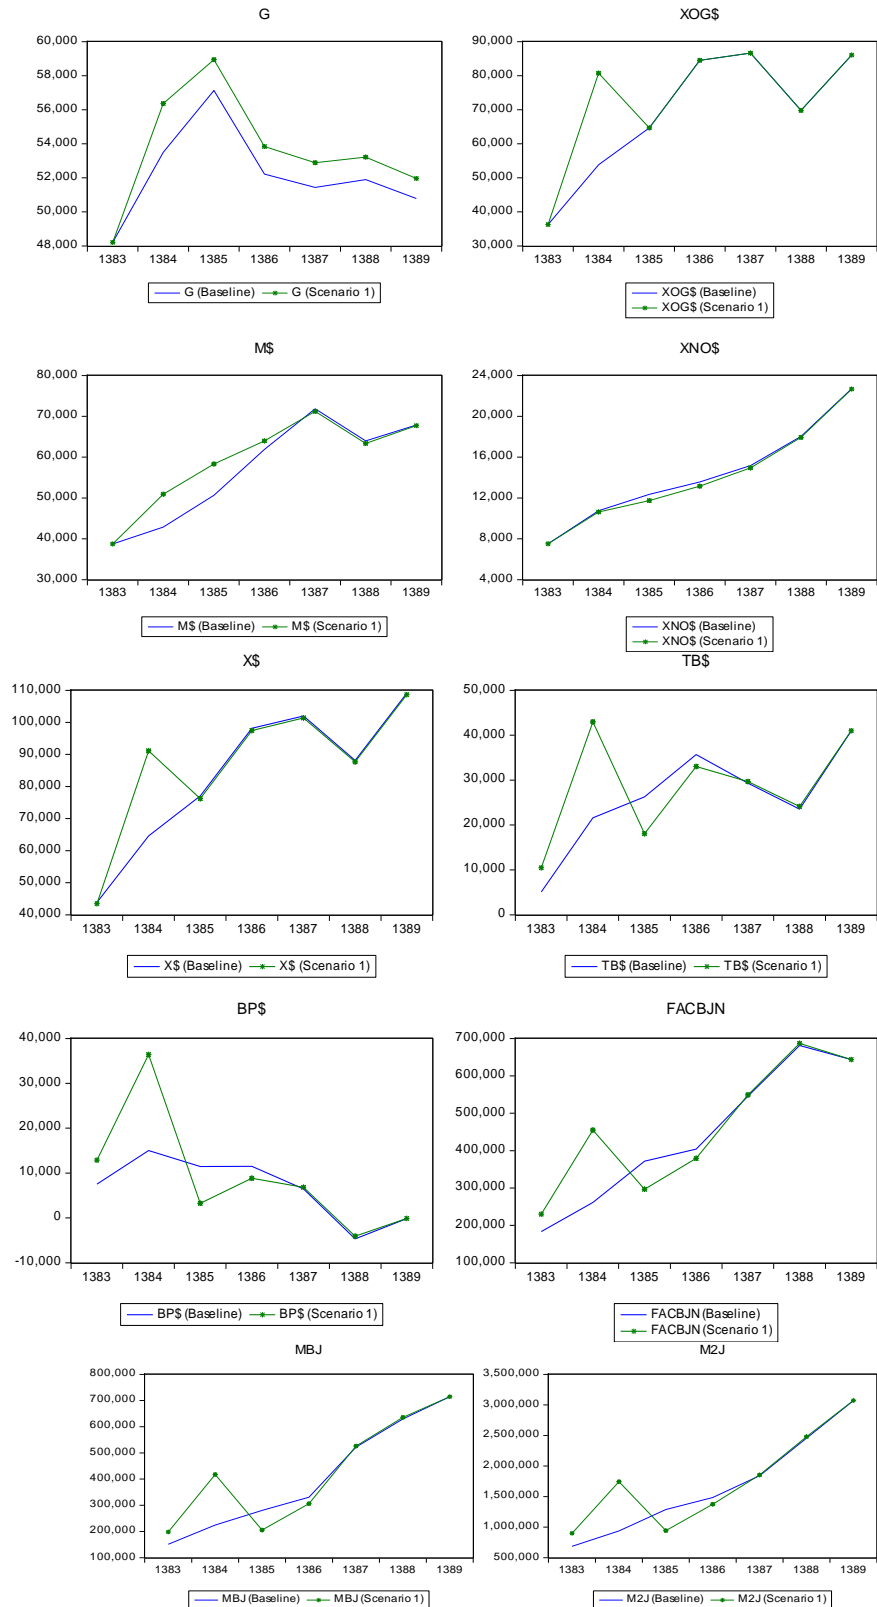 G
60,000
58,000
56,000
54,000
52,000
50,000
48,000
1383 1384 1385 1386 1387 1388 1389
G (Baseline) G (Scenario 1)
XOG$
90,000
80,000
70,000
60,000
50,000
40,000
30,000
1383 1384 1385 1386 1387 1388 1389
XOG$ (Baseline)
XOG$ (Scenario 1)
M$
80,000
70,000
60,000
50,000
40,000
30,000
1383 1384 1385 1386 1387 1388 1389
M$ (Baseline) M$ (Scenario 1)
XNO$
24,000
20,000
16,000
12,000
8,000
4,000
1383 1384 1385 1386 1387 1388 1389
XNO$ (Baseline)
XNO$ (Scenario 1)
X$
110,000
100,000
90,000
80,000
70,000
60,000
50,000
40,000
1383 1384 1385 1386 1387 1388 1389
X$ (Baseline) X$ (Scenario 1)
TB$
50,000
40,000
30,000
20,000
10,000
0
1383 1384 1385 1386 1387 1388 1389
TB$ (Baseline) TB$ (Scenario 1)
BP$
40,000
30,000
20,000
10,000
0
-10,000
1383 1384 1385 1386 1387 1388 1389
BP$ (Baseline) BP$ (Scenario 1)
FACBJN
700,000
600,000
500,000
400,000
300,000
200,000
100,000
1383 1384 1385 1386 1387 1388 1389
FACBJN (Baseline)
FACBJN (Scenario 1)
MBJ
800,000
700,000
600,000
500,000
400,000
300,000
200,000
100,000
1383 1384 1385 1386 1387 1388 1389
MBJ (Baseline) MBJ (Scenario 1)
M2J
3,500,000
3,000,000
2,500,000
2,000,000
1,500,000
1,000,000
500,000
1383 1384 1385 1386 1387 1388 1389
M2J (Baseline) M2J (Scenario 1)